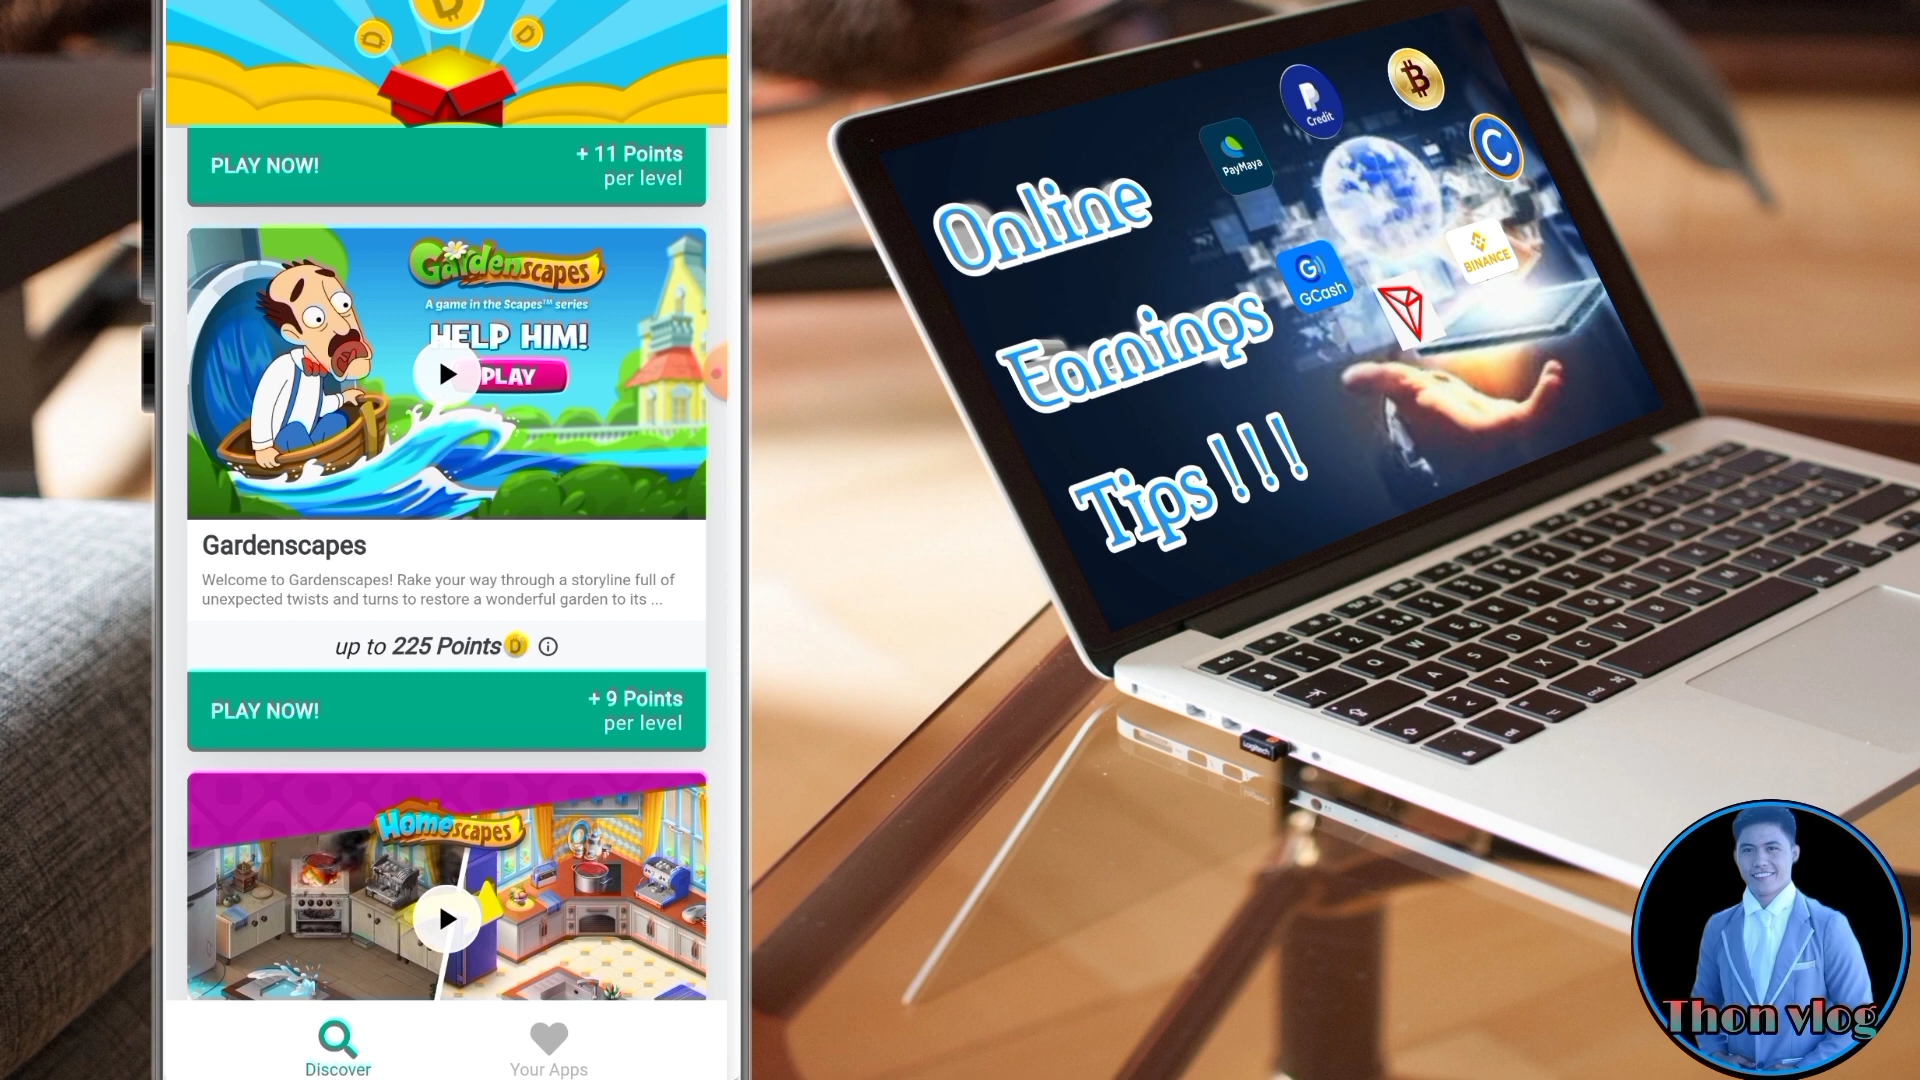 PLAY NOW!
+ 11 Points
per level
Gardenscapes
A game in the Scapes™ series
HELP HIM!
PLAY
Gardenscapes
Welcome to Gardenscapes! Rake your way through a storyline full of
unexpected twists and turns to restore a wonderful garden to its ...
up to 225 Points
PLAY NOW!
+ 9 Points
per level
Homescapes
Discover
Your Apps
Online
Earnings
Tips!!!
PayMaya
Credit
GCash
BINANCE
Logitech
Thon vlog